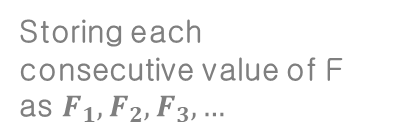 Storing each
consecutive value of F
as F₁, F₂, F₃, ...